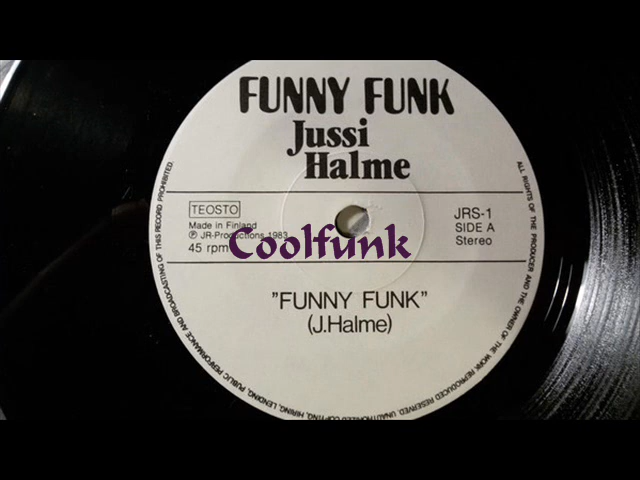 FUNNY FUNK
Jussi
Halme
TEOSTO
Made in Finland
℗ JR-Productions 1983
45 rpm
JRS-1
SIDE A
Stereo
Coolfunk
"FUNNY FUNK"
(J.Halme)
ALL RIGHTS OF THE PRODUCER AND THE OWNER OF THE WORK REPRODUCED RESERVED. UNAUTHORIZED COPYING, HIRING, LENDING, PUBLIC PERFORMANCE AND BROADCASTING OF THIS RECORD PROHIBITED.